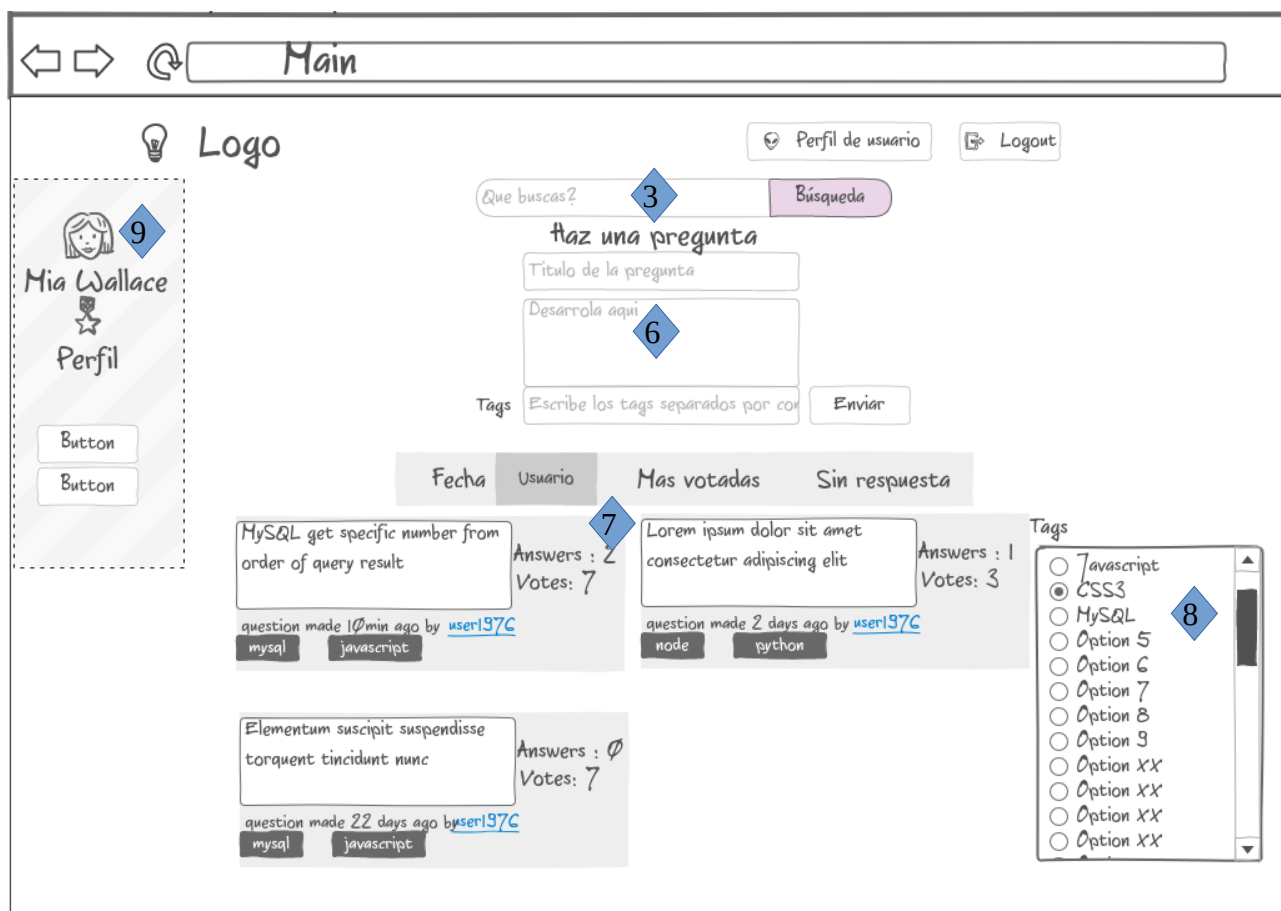 Main
Logo
Perfil de usuario
Logout
Que buscas?
3
Búsqueda
9
Mia Wallace
Perfil
Button
Button
Haz una pregunta
Titulo de la pregunta
Desarrola aqui
6
Tags
Escribe los tags separados por com
Enviar
Fecha
Usuario
Mas votadas
Sin respuesta
7
MySQL get specific number from
order of query result
Answers : 2
Votes: 7
question made 10min ago by user1976
mysql
javascript
Lorem ipsum dolor sit amet
consectetur adipiscing elit
Answers : 1
Votes: 3
question made 2 days ago by user1976
node
python
Elementum suscipit suspendisse
torquent tincidunt nunc
Answers : 0
Votes: 7
question made 22 days ago by user1976
mysql
javascript
Tags
Javascript
CSS3
MySQL
8
Option 5
Option 6
Option 7
Option 8
Option 9
Option XX
Option XX
Option XX
Option XX